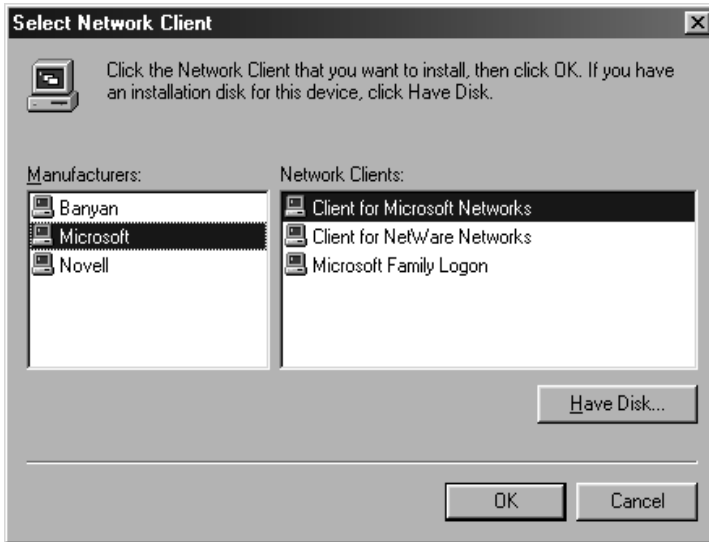 Select Network Client
Click the Network Client that you want to install, then click OK. If you have
an installation disk for this device, click Have Disk.
Manufacturers:
Banyan
Microsoft
Novell
Network Clients:
Client for Microsoft Networks
Client for NetWare Networks
Microsoft Family Logon
Have Disk...
OK
Cancel